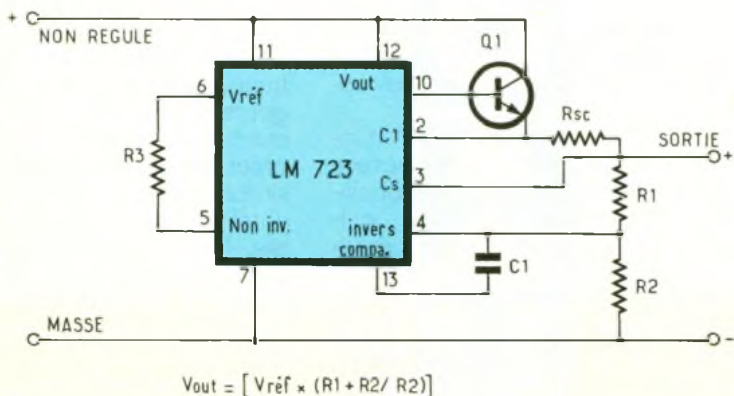 + NON REGULE
11
12
Q1
6
Vréf
Vout
10
R3
C1
2
Rsc
SORTIE
+
LM 723
Cs
3
R1
5
Non inv.
invers
compa.
4
7
13
C1
R2
MASSE
-
Vout = [ Vréf × (R1 + R2/ R2)]